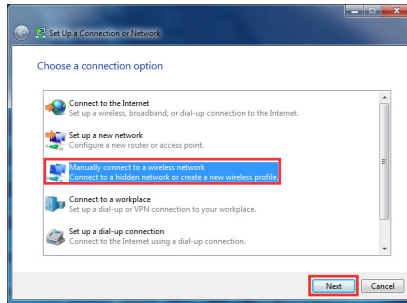 Set Up a Connection or Network
Choose a connection option
Connect to the Internet
Set up a wireless, broadband, or dial-up connection to the Internet.
Set up a new network
Configure a new router or access point.
Manually connect to a wireless network
Connect to a hidden network or create a new wireless profile.
Connect to a workplace
Set up a dial-up or VPN connection to your workplace.
Set up a dial-up connection
Connect to the Internet using a dial-up connection.
Next Cancel